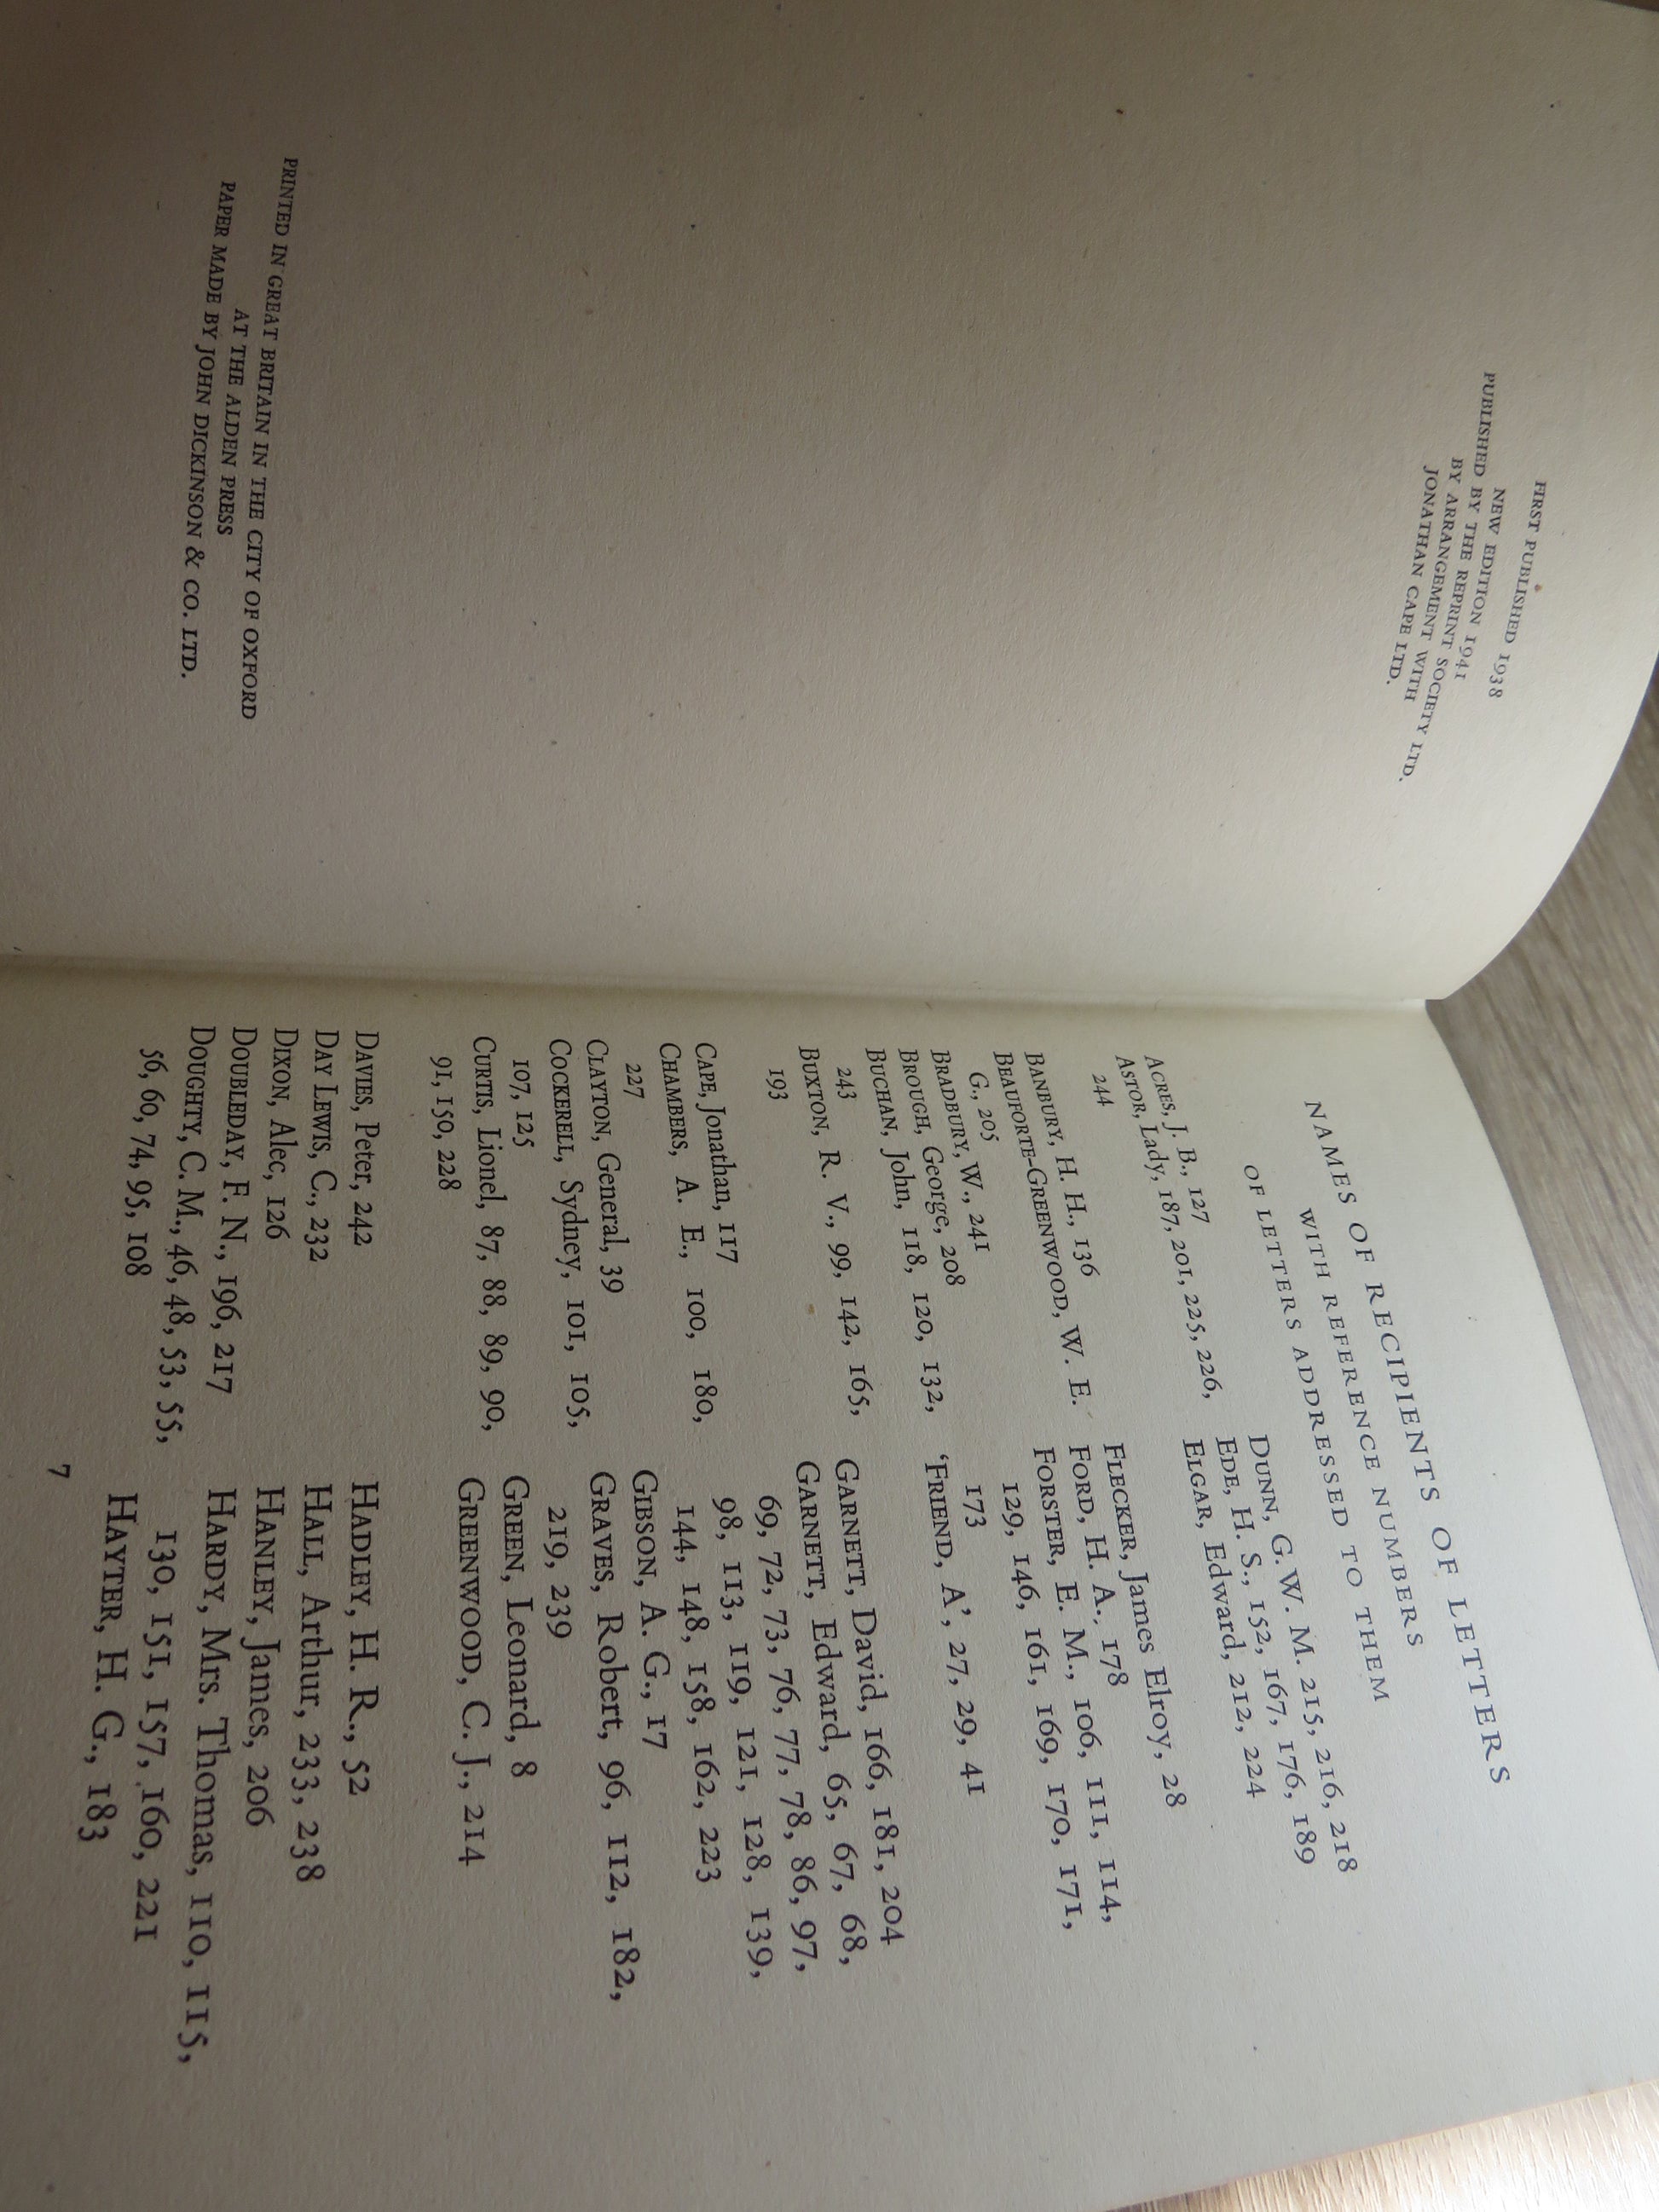 FIRST PUBLISHED 1938
NEW EDITION 1941
PUBLISHED BY THE REPRINT SOCIETY LTD.
BY ARRANGEMENT WITH
JONATHAN CAPE LTD.
PRINTED IN GREAT BRITAIN IN THE CITY OF OXFORD
AT THE ALDEN PRESS
PAPER MADE BY JOHN DICKINSON & CO. LTD.
NAMES OF RECIPIENTS OF LETTERS
WITH REFERENCE NUMBERS
OF LETTERS ADDRESSED TO THEM
ACRES, J. B., 127
ASTOR, Lady, 187, 201, 225, 226,
244
BANBURY, H. H., 136
BEAUFORTE-GREENWOOD, W. E.
G., 205
BRADBURY, W., 241
BROUGH, George, 208
BUCHAN, John, 118, 120, 132,
243
BUXTON, R. V., 99, 142, 165,
193
CAPE, Jonathan, 117
CHAMBERS, A. E., 100, 180,
227
CLAYTON, General, 39
COCKERELL, Sydney, 101, 105,
107, 125
CURTIS, Lionel, 87, 88, 89, 90,
91, 150, 228
DAVIES, Peter, 242
DAY LEWIS, C., 232
DIXON, Alec, 126
DOUBLEDAY, F. N., 196, 217
DOUGHTY, C. M., 46, 48, 53, 55,
56, 60, 74, 95, 108
DUNN, G. W. M. 215, 216, 218
EDE, H. S., 152, 167, 176, 189
ELGAR, Edward, 212, 224
FLECKER, James Elroy, 28
FORD, H. A., 178
FORSTER, E. M., 106, 111, 114,
129, 146, 161, 169, 170, 171,
173
'FRIEND, A', 27, 29, 41
GARNETT, David, 166, 181, 204
GARNETT, Edward, 65, 67, 68,
69, 72, 73, 76, 77, 78, 86, 97,
98, 113, 119, 121, 128, 139,
144, 148, 158, 162, 223
GIBSON, A. G., 17
GRAVES, Robert, 96, 112, 182,
219, 239
GREEN, Leonard, 8
GREENWOOD, C. J., 214
HADLEY, H. R., 52
HALL, Arthur, 233, 238
HANLEY, James, 206
HARDY, Mrs. Thomas, 110, 115,
130, 151, 157, 160, 221
HAYTER, H. G., 183
7